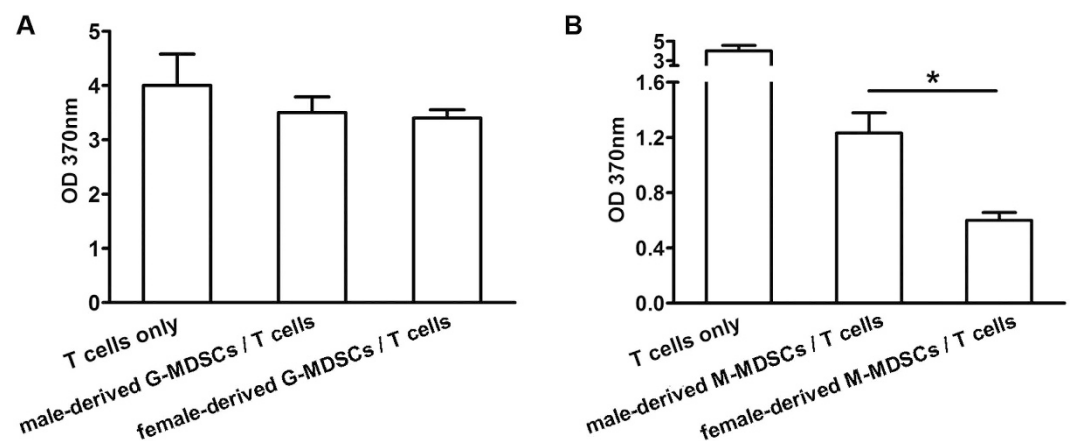 A
OD 370nm
5
4
3
2
1
0
T cells only
male-derived G-MDSCs / T cells
female-derived G-MDSCs / T cells
B
OD 370nm
5
3
1.6
1.2
0.8
0.4
0.0
*
T cells only
male-derived M-MDSCs / T cells
female-derived M-MDSCs / T cells